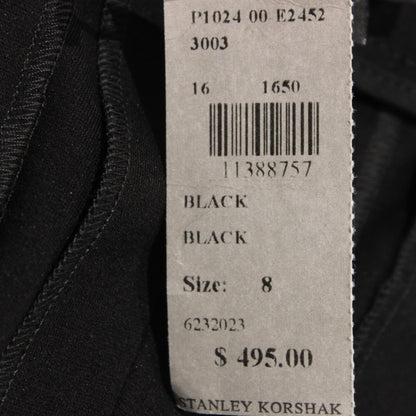 P1024 00 E2452
3003
16 1650
11388757
BLACK
BLACK
Size: 8
6232023
$ 495.00
STANLEY KORSHAK